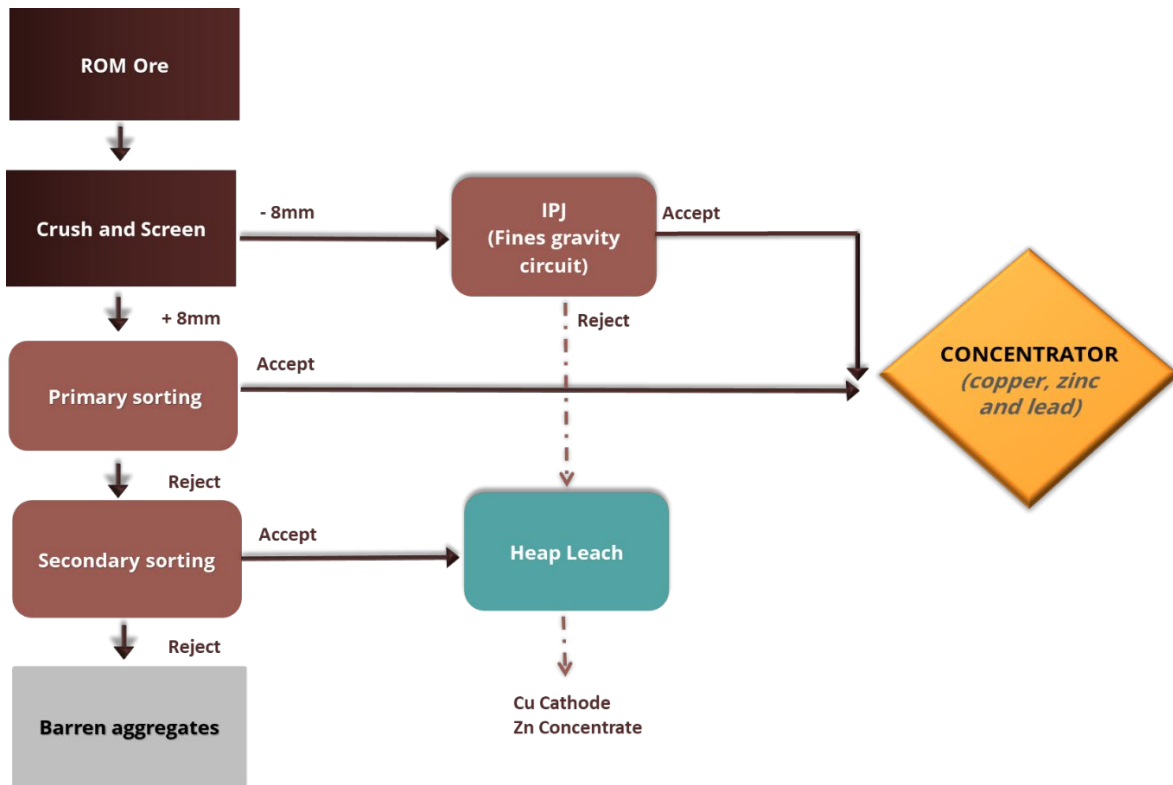 ROM Ore
Crush and Screen
- 8mm
IPJ
(Fines gravity
circuit)
Accept
+ 8mm
Reject
Primary sorting
Accept
CONCENTRATOR
(copper, zinc
and lead)
Reject
Secondary sorting
Accept
Heap Leach
Reject
Barren aggregates
Cu Cathode
Zn Concentrate